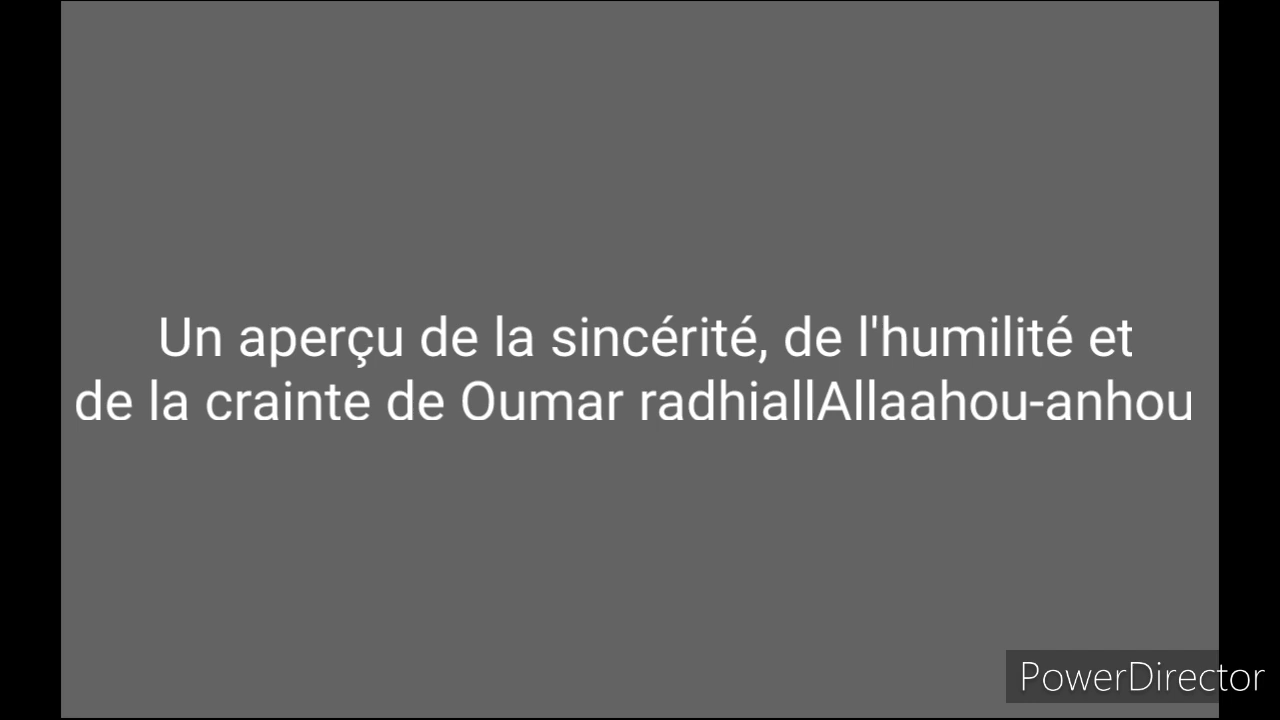 Un aperçu de la sincérité, de l'humilité et
de la crainte de Oumar radhiallAllaahou-anhou
PowerDirector